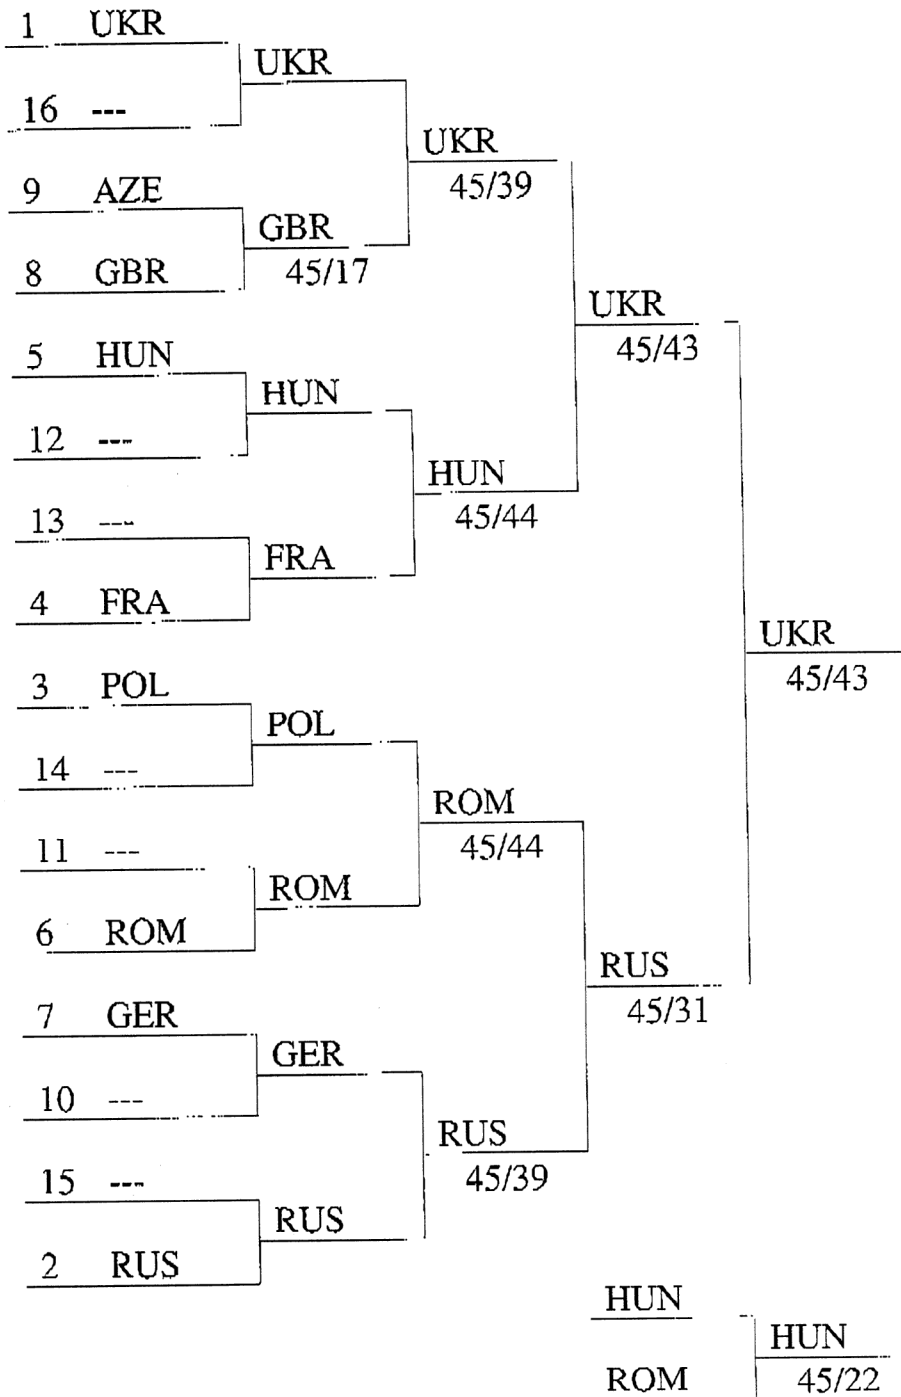 1 UKR
UKR
16 ---
UKR
45/39
9 AZE
GBR
45/17
8 GBR
UKR
45/43
5 HUN
HUN
12 ---
HUN
45/44
13 ---
FRA
4 FRA
UKR
45/43
3 POL
POL
14 ---
ROM
45/44
11 ---
ROM
6 ROM
RUS
45/31
7 GER
GER
10 ---
RUS
45/39
15 ---
RUS
2 RUS
HUN
HUN
ROM 45/22